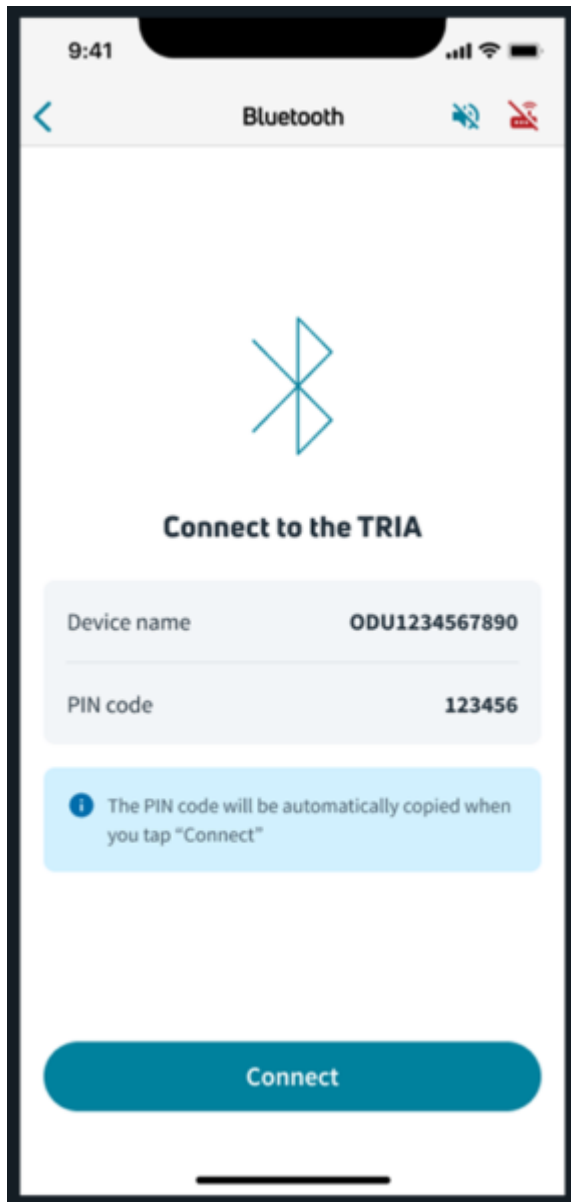 9:41
Bluetooth
Connect to the TRIA
Device name ODU1234567890
PIN code 123456
The PIN code will be automatically copied when
you tap “Connect”
Connect